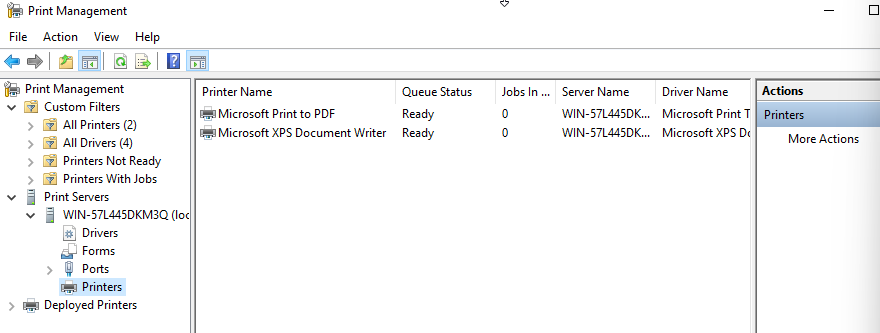 Print Management
File Action View Help
Print Management
Custom Filters
All Printers (2)
All Drivers (4)
Printers Not Ready
Printers With Jobs
Print Servers
WIN-57L445DKM3Q (loc
Drivers
Forms
Ports
Printers
Deployed Printers
Printer Name Queue Status Jobs In ... Server Name Driver Name
Microsoft Print to PDF Ready 0 WIN-57L445DK... Microsoft Print T
Microsoft XPS Document Writer Ready 0 WIN-57L445DK... Microsoft XPS Do
Actions
Printers
More Actions